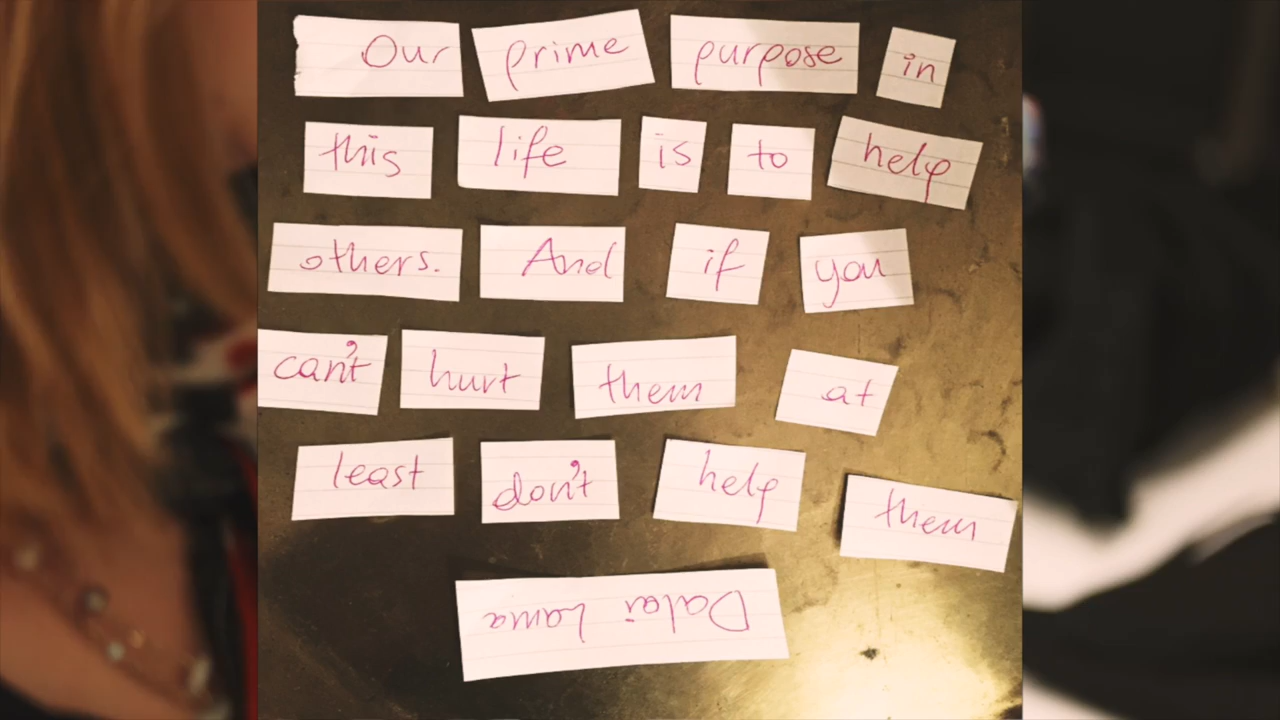 Our prime purpose in
this life is to help
others. And if you
can't hurt them at
least don't help them
Dalai Lama